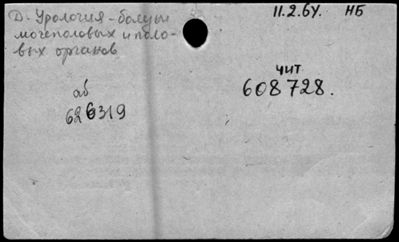 Д. Урология - болезни
мочеполовых и поло-
вых органов
11.2.6У. НБ
аб
626319
чит
608728.